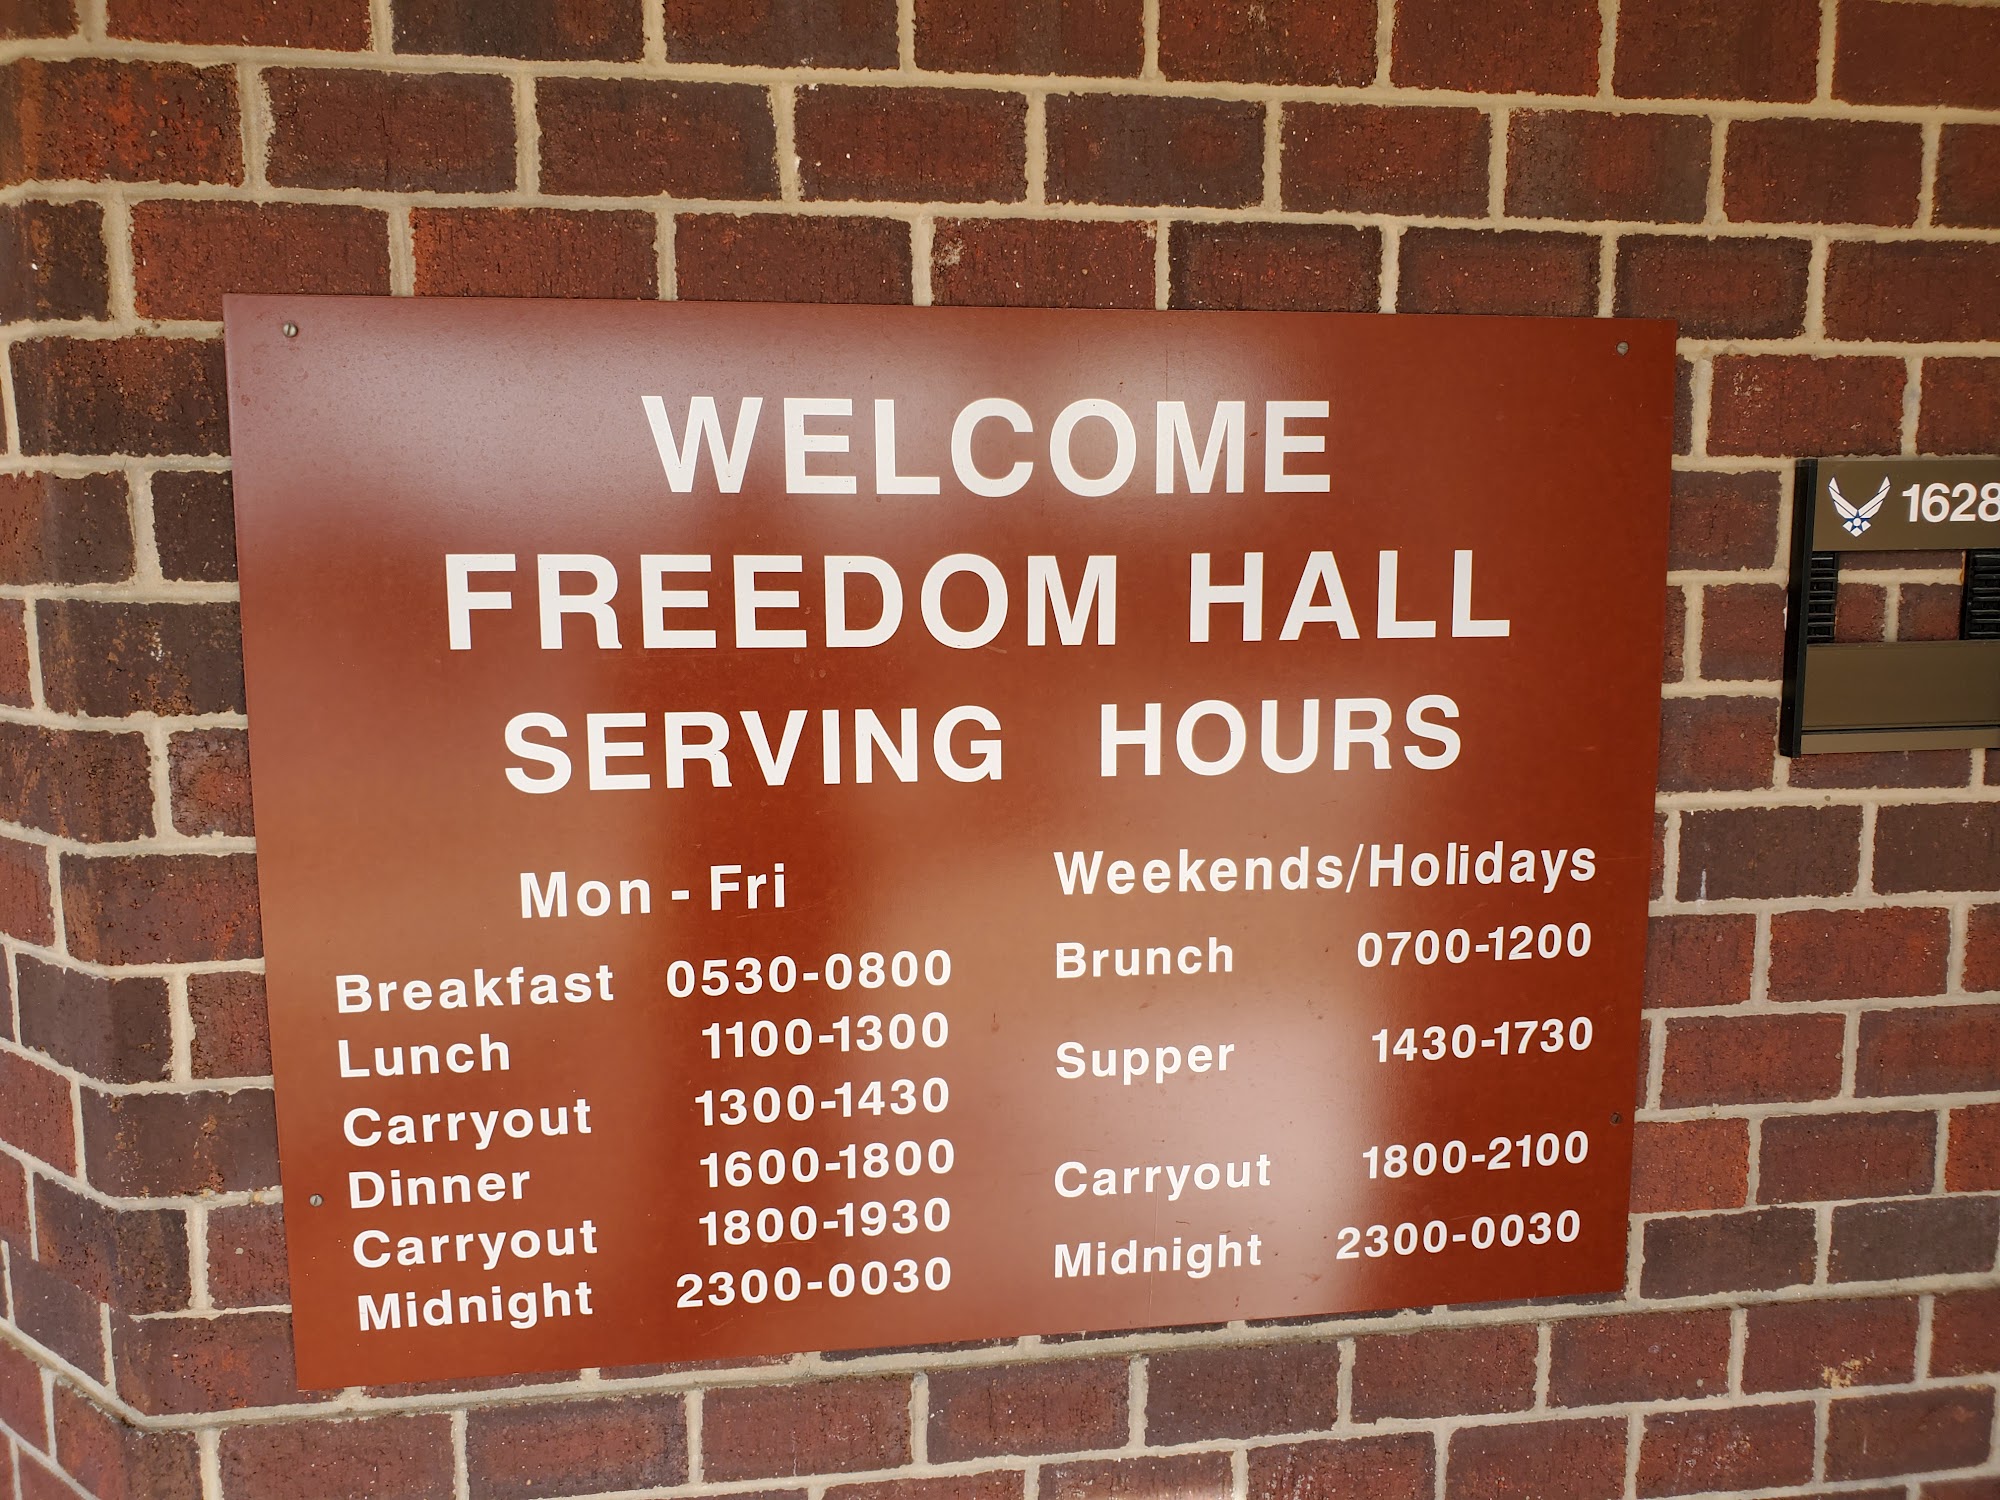 WELCOME
FREEDOM HALL
SERVING HOURS
Mon - Fri
Breakfast 0530-0800
Lunch 1100-1300
Carryout 1300-1430
Dinner 1600-1800
Carryout 1800-1930
Midnight 2300-0030
Weekends/Holidays
Brunch 0700-1200
Supper 1430-1730
Carryout 1800-2100
Midnight 2300-0030
1628